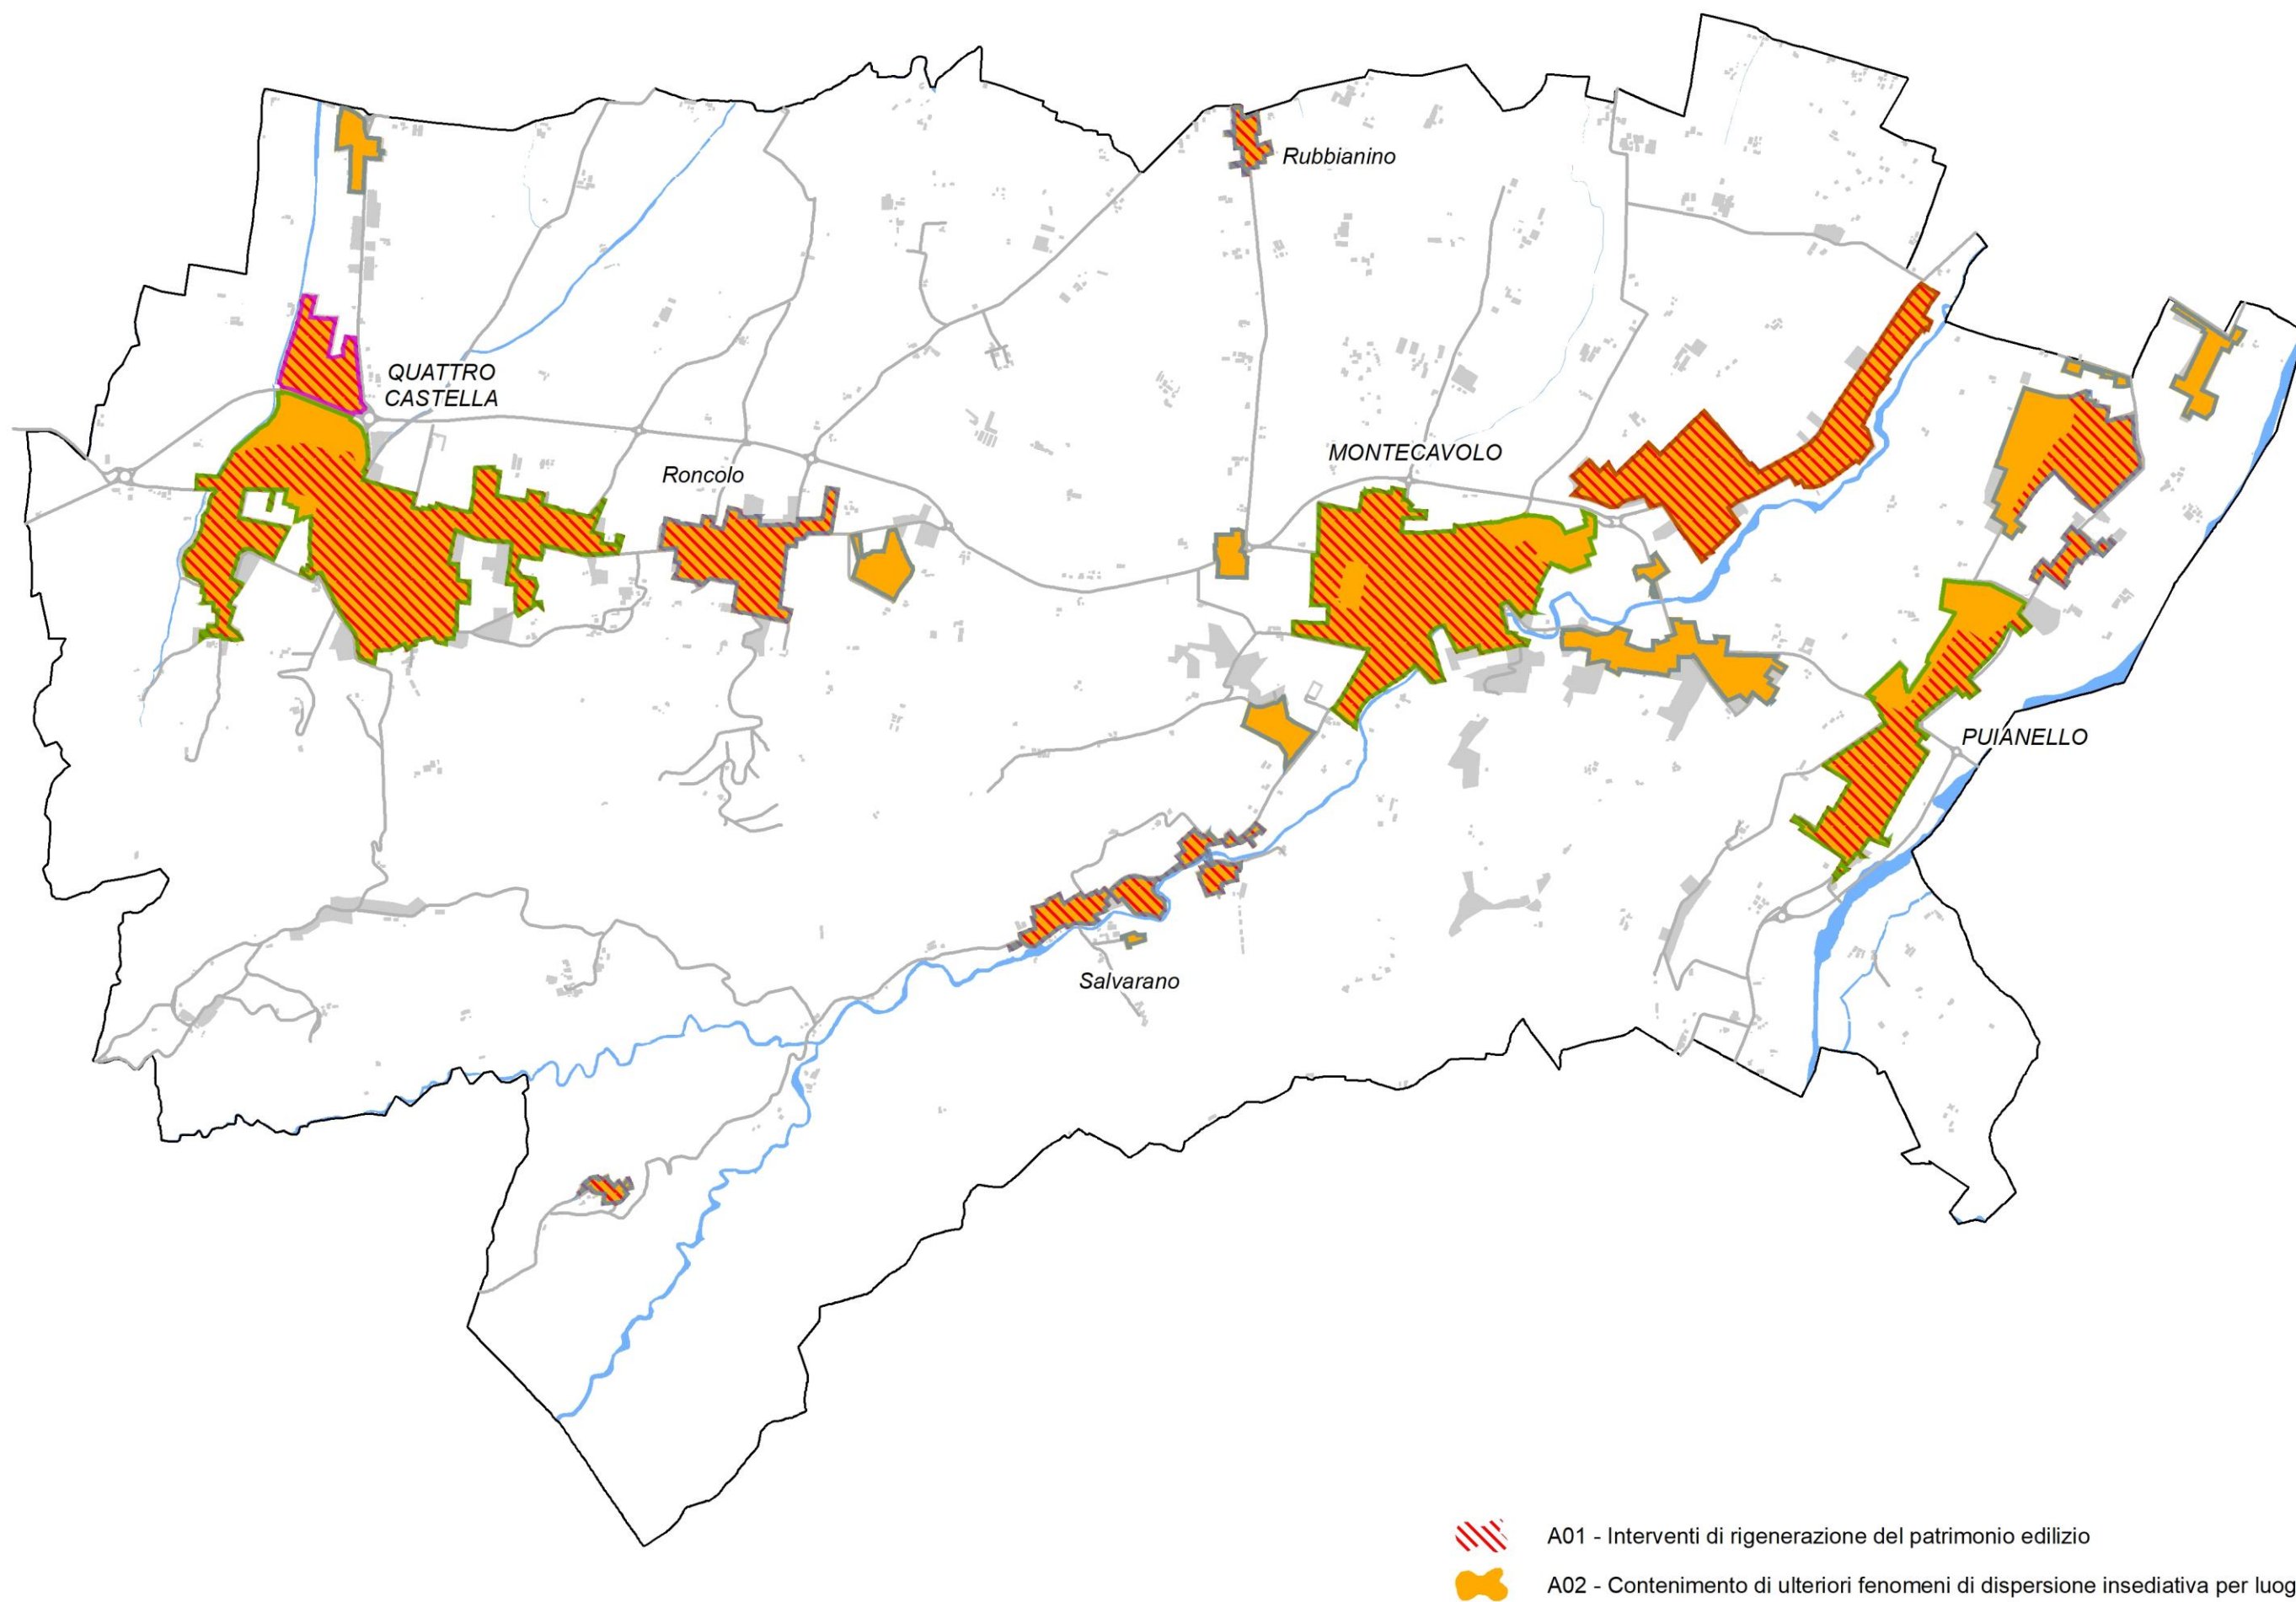 Rubbianino
QUATTRO
CASTELLA
MONTECAVOLO
Roncolo
PUIANELLO
Salvarano
A01 - Interventi di rigenerazione del patrimonio edilizio
A02 - Contenimento di ulteriori fenomeni di dispersione insediativa per